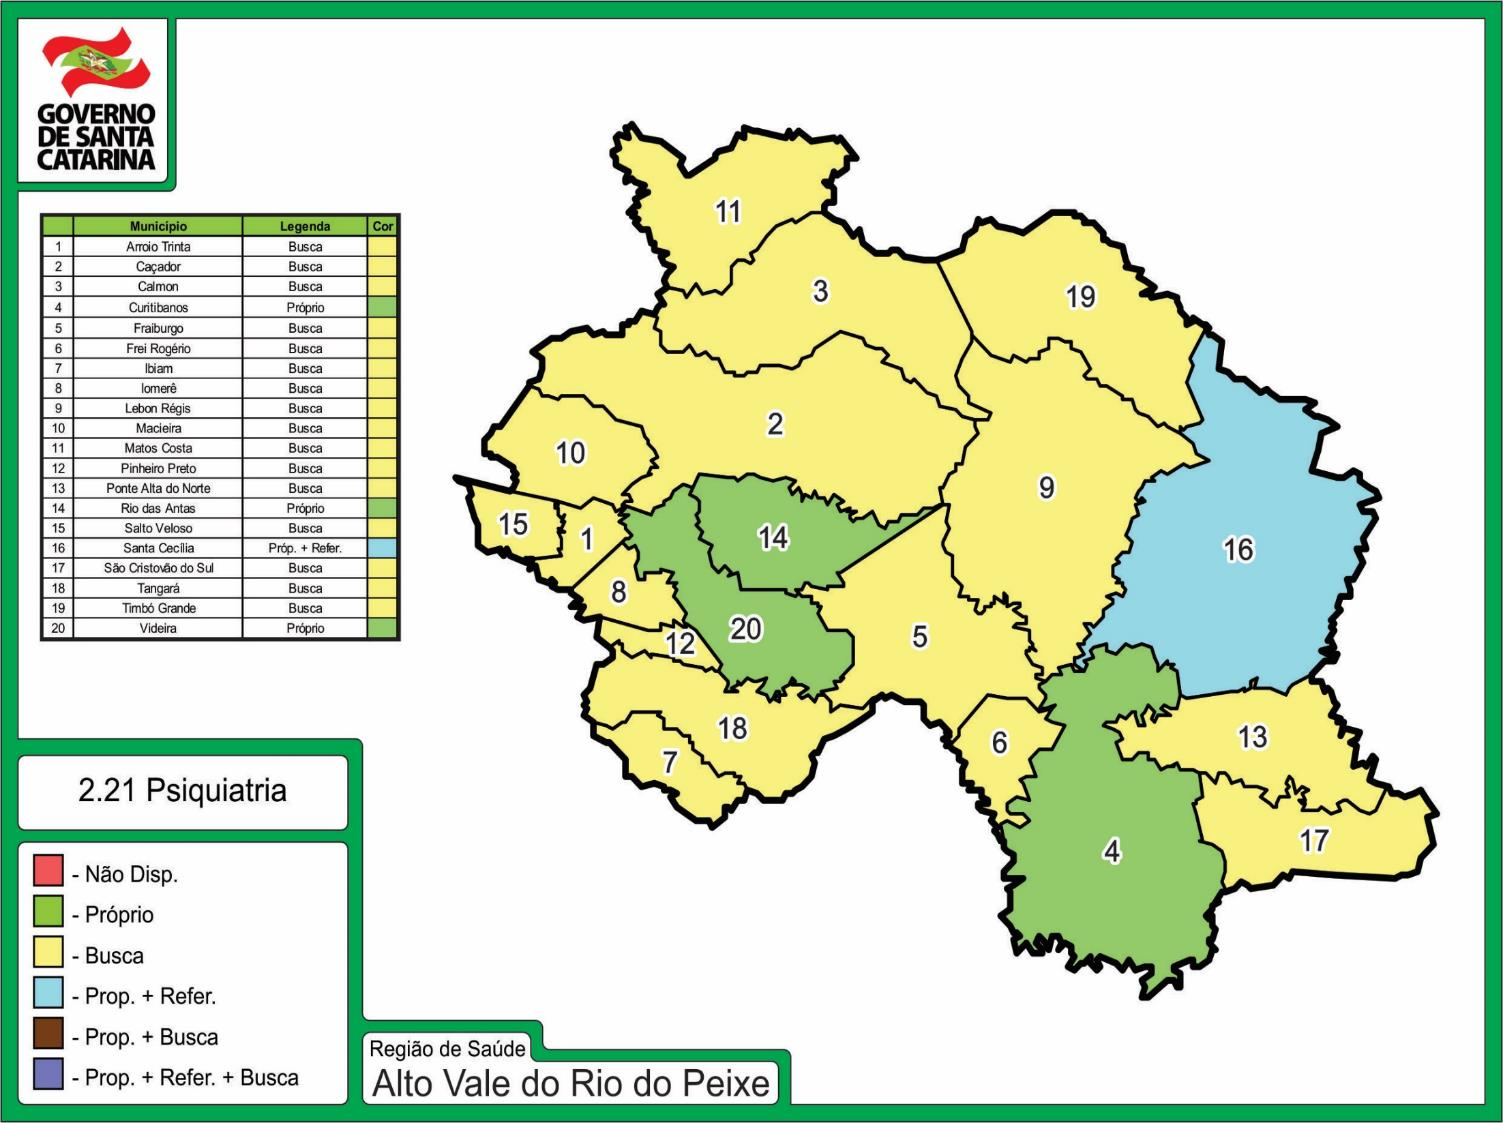 GOVERNO
DE SANTA
CATARINA
Município Legenda Cor
1 Arroio Trinta Busca
2 Caçador Busca
3 Calmon Busca
4 Curitibanos Próprio
5 Fraiburgo Busca
6 Frei Rogério Busca
7 Ibiam Busca
8 Iomerê Busca
9 Lebon Régis Busca
10 Macieira Busca
11 Matos Costa Busca
12 Pinheiro Preto Busca
13 Ponte Alta do Norte Busca
14 Rio das Antas Próprio
15 Salto Veloso Busca
16 Santa Cecília Próp. + Refer.
17 São Cristovão do Sul Busca
18 Tangará Busca
19 Timbó Grande Busca
20 Videira Próprio
11
3
19
2
10
9
15
1
14
16
8
20
12
5
18
6
13
7
17
4
2.21 Psiquiatria
- Não Disp.
- Próprio
- Busca
- Prop. + Refer.
- Prop. + Busca
- Prop. + Refer. + Busca
Região de Saúde
Alto Vale do Rio do Peixe